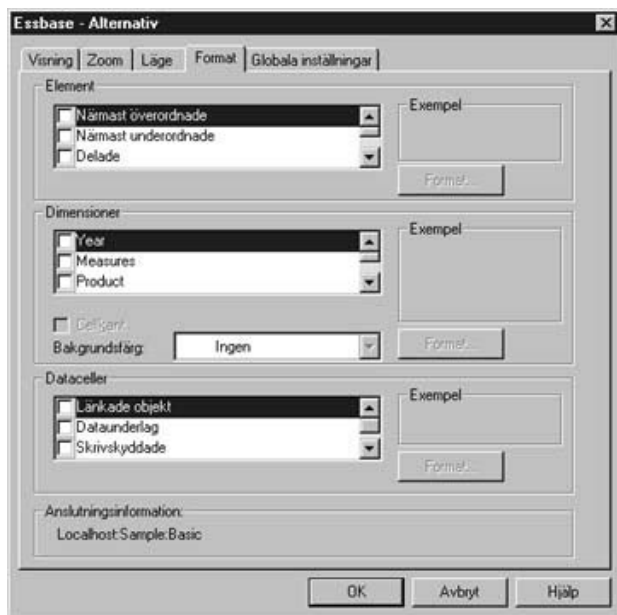 Essbase - Alternativ
Visning Zoom Läge Format Globala inställningar
Element
Närmast överordnade
Närmast underordnade
Delade
Exempel
Format...
Dimensioner
Year
Measures
Product
Exempel
Cellkant
Bakgrundsfärg: Ingen
Format...
Dataceller
Länkade objekt
Dataunderlag
Skrivskyddade
Exempel
Format...
Anslutningsinformation:
Localhost:Sample:Basic
OK Avbryt Hjälp